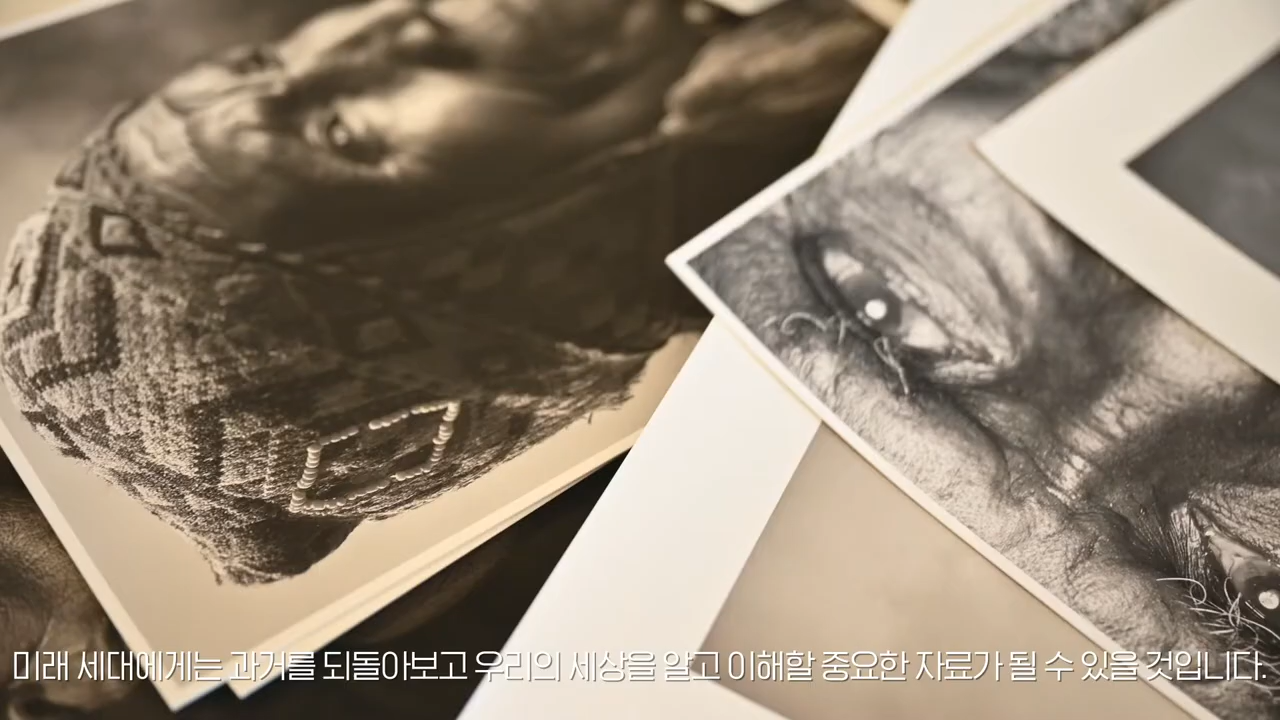 미래 세대에게는 과거를 되돌아보고 우리의 세상을 알고 이해할 중요한 자료가 될 수 있을 것입니다.